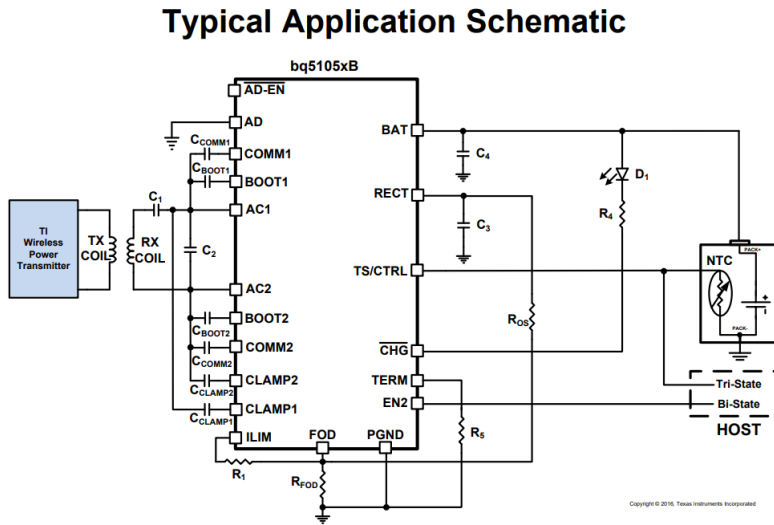 Typical Application Schematic
bq5105xB
AD-EN
AD
COMM1
BOOT1
AC1
AC2
BOOT2
COMM2
CLAMP2
CLAMP1
ILIM
FOD
PGND
BAT
RECT
TS/CTRL
CHG
TERM
EN2
CCOMM1
CBOOT1
C1
C2
CBOOT2
CCOMM2
CCLAMP2
CCLAMP1
R1
RFOD
TI
Wireless
Power
Transmitter
TX
COIL
RX
COIL
C4
C3
D1
R4
ROS
R5
PACK+
NTC
+
-
PACK-
Tri-State
Bi-State
HOST
Copyright © 2016, Texas Instruments Incorporated